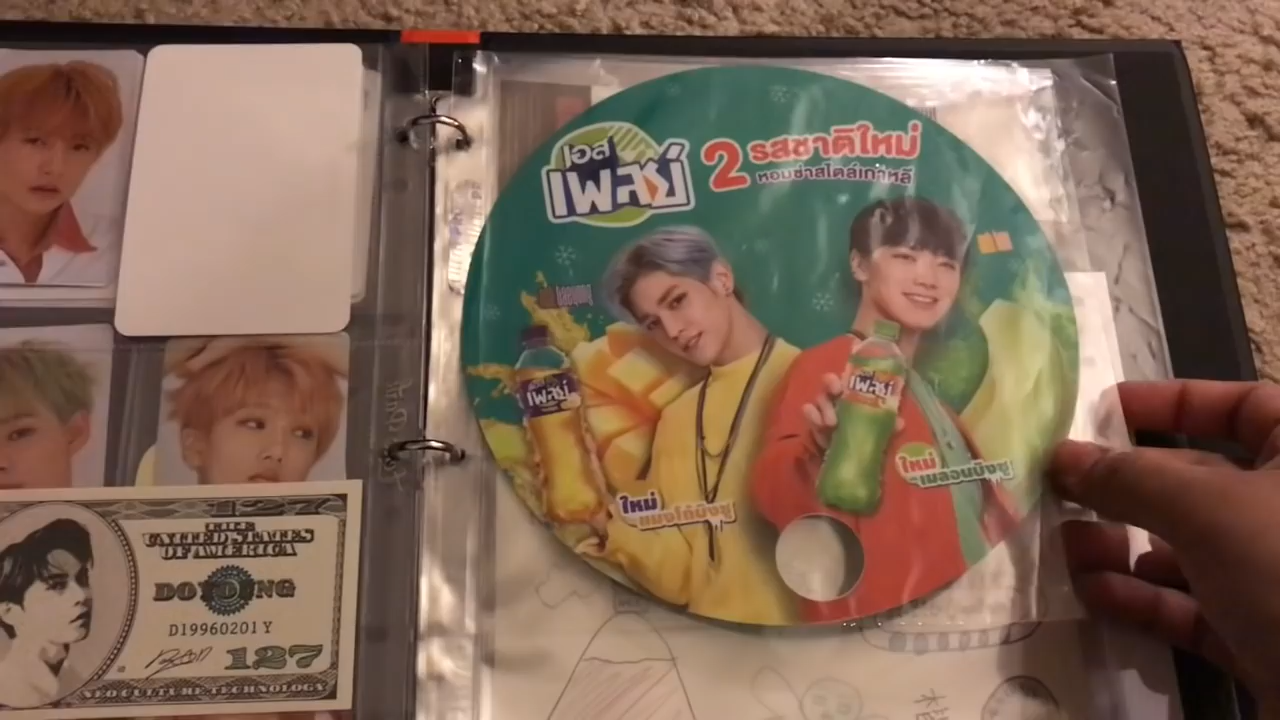 เอส
เพลย์
2 รสชาติใหม่
หอมซ่าสไตล์เกาหลี
taeyong
เพลย์
เพลย์
ใหม่
แมงโก้บิงซู
ใหม่
เมลอนบิงซู
127
THE
UNITED STATES
OF AMERICA
DOYOUNG
D19960201Y
127
NEO CULTURE TECHNOLOGY